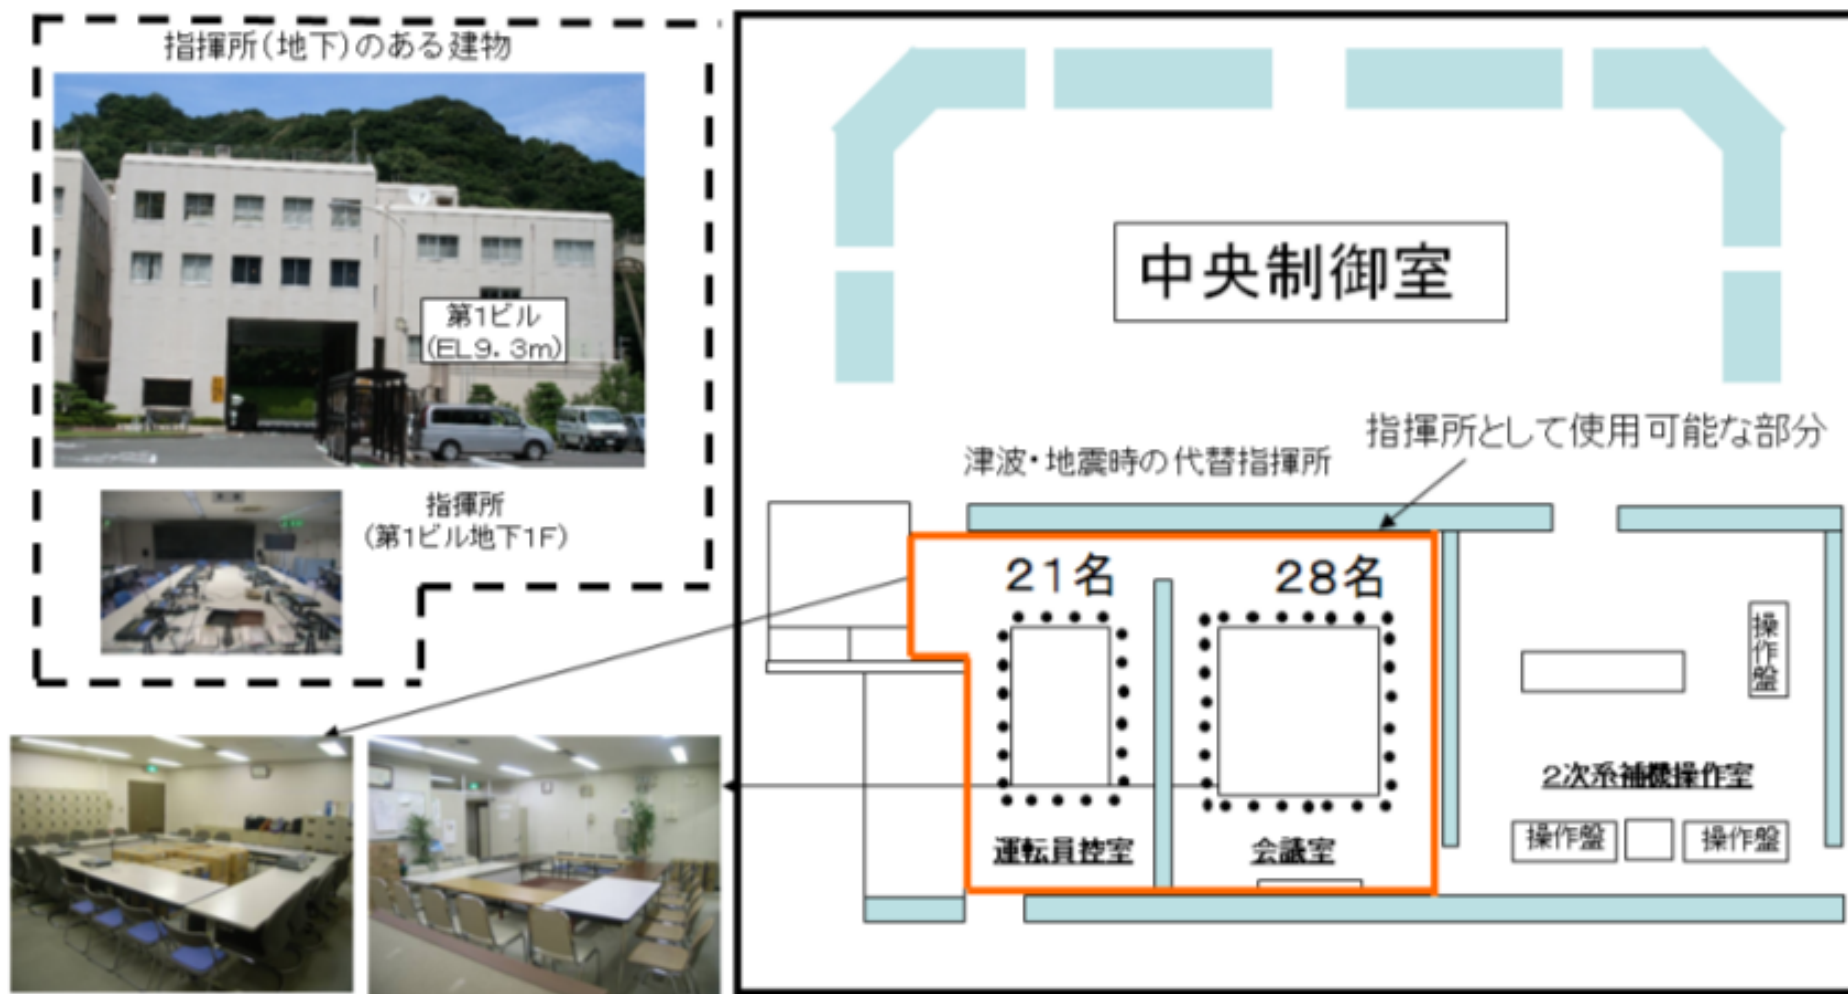 指揮所(地下)のある建物
第1ビル
(EL9.3m)
指揮所
(第1ビル地下1F)
中央制御室
指揮所として使用可能な部分
津波・地震時の代替指揮所
21名
28名
操作盤
2次系補機操作室
運転員控室
会議室
操作盤
操作盤